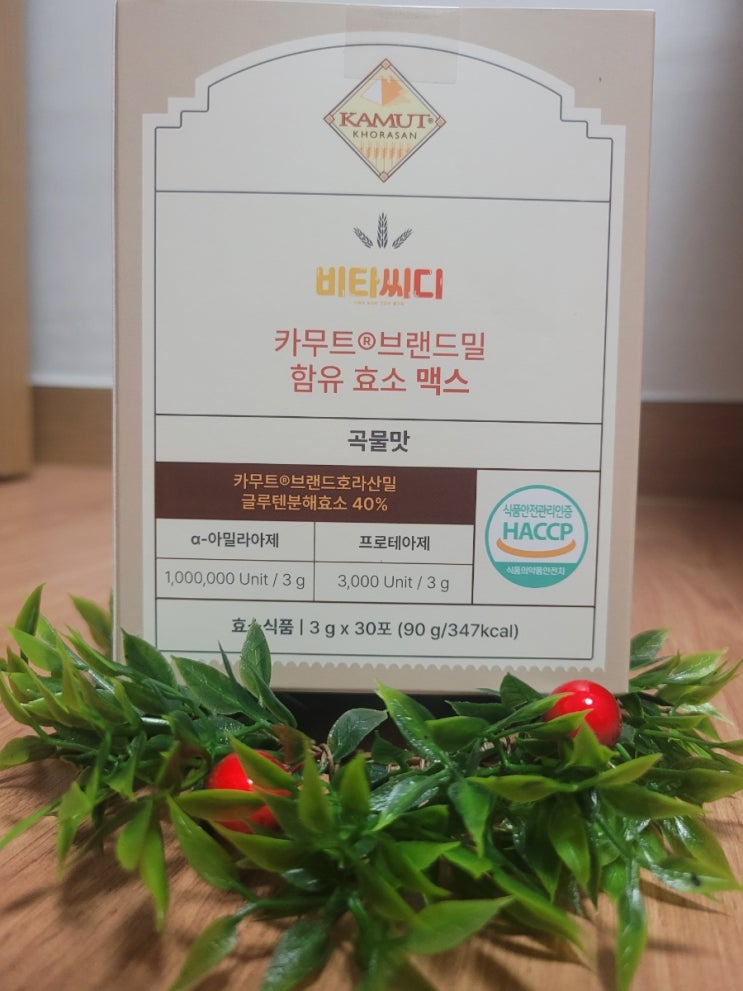 KAMUT®
KHORASAN
비타씨디
카무트®브랜드밀
함유 효소 맥스
곡물맛
카무트®브랜드호라산밀
글루텐분해효소 40%
α-아밀라아제
프로테아제
1,000,000 Unit / 3 g
3,000 Unit / 3 g
식품안전관리인증
HACCP
식품의약품안전처
효소식품 | 3 g x 30포 (90 g/347kcal)